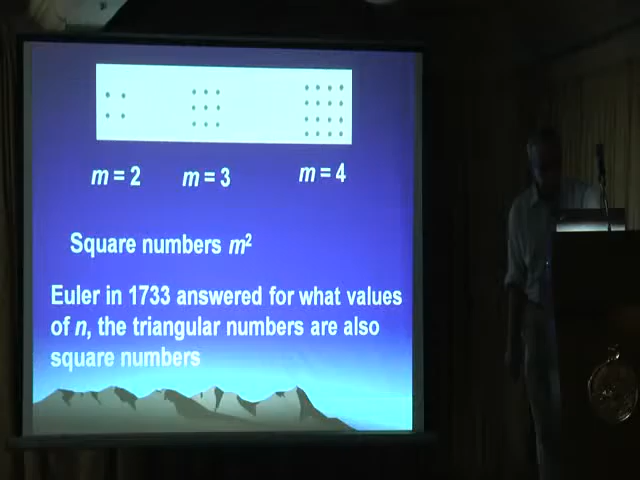 m = 2 m = 3 m = 4
Square numbers m²
Euler in 1733 answered for what values
of n, the triangular numbers are also
square numbers